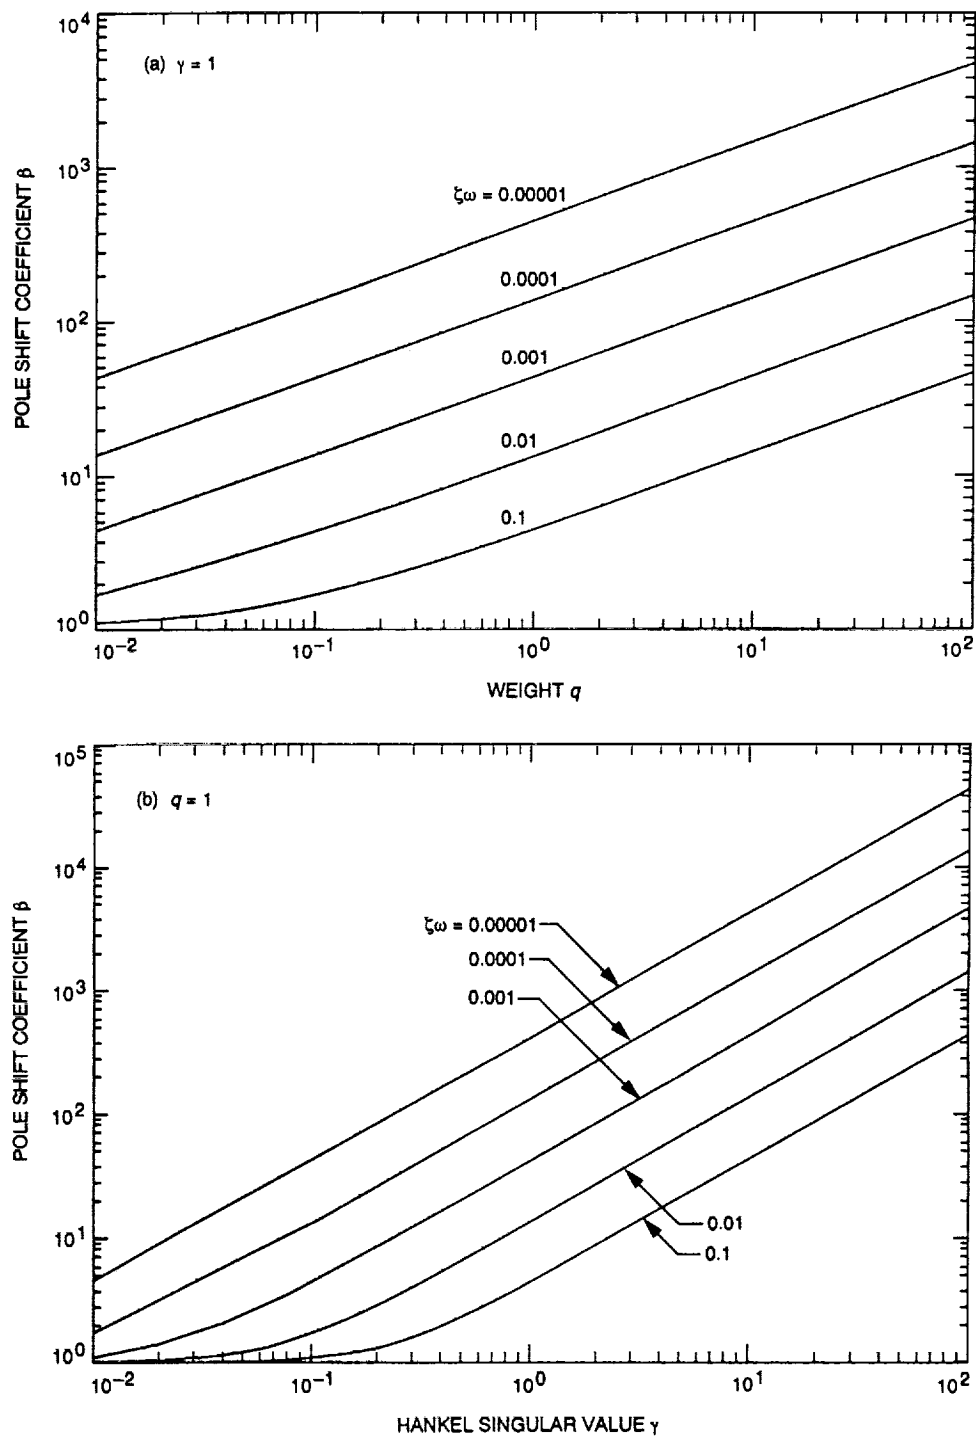 10^4
(a) γ = 1
10^3
ζω = 0.00001
0.0001
10^2
0.001
0.01
10^1
0.1
10^0
POLE SHIFT COEFFICIENT β
10^-2 10^-1 10^0 10^1 10^2
WEIGHT q
10^5
(b) q = 1
10^4
ζω = 0.00001
0.0001
10^3
0.001
10^2
0.01
10^1
0.1
10^0
POLE SHIFT COEFFICIENT β
10^-2 10^-1 10^0 10^1 10^2
HANKEL SINGULAR VALUE γ